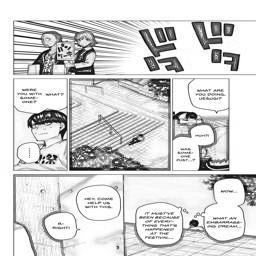 WHAT ARE
YOU DOING,
UESUGI?
HUH?!
WAS
SOME-
ONE
JUST...?
WHAT?
WERE YOU
WITH
SOME-
ONE?
WOW...
WHAT AN
EMBARRASS-
ING DREAM...
IT MUST'VE
BEEN BECAUSE
OF EVERY-
THING THAT'S
HAPPENED
AT THE
FESTIVAL...
HEY, COME
HELP US
WITH THIS.
A-
RIGHT!